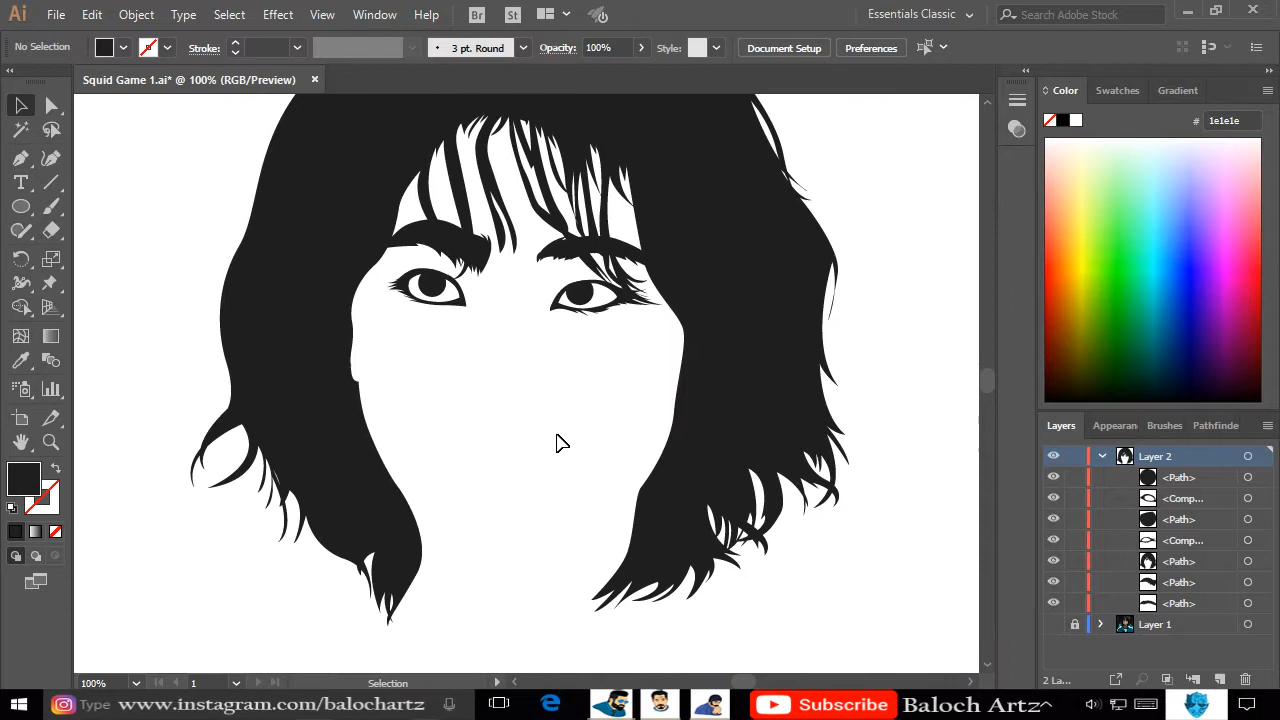 Ai File Edit Object Type Select Effect View Window Help Br St Essentials Classic Search Adobe Stock
No Selection Stroke: 3 pt. Round Opacity: 100% Style: Document Setup Preferences
Squid Game 1.ai* @ 100% (RGB/Preview) ×
Color Swatches Gradient
# 1e1e1e
Layers Appearan Brushes Pathfinde
Layer 2
<Path>
<Comp...
<Path>
<Comp...
<Path>
<Path>
<Path>
Layer 1
100% 1 Selection 2 La...
Type www.instagram.com/balochartz Subscribe Baloch Artz